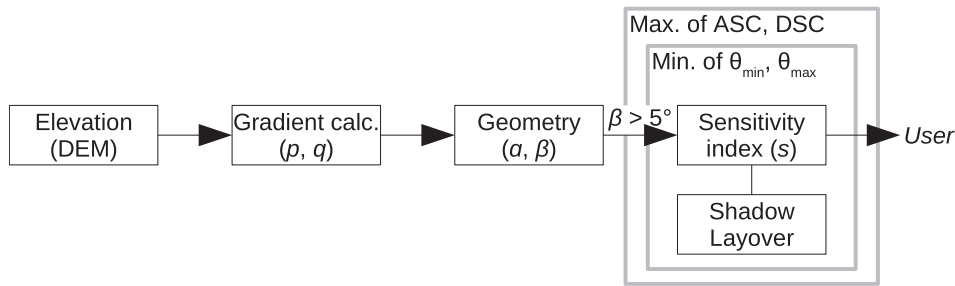 Max. of ASC, DSC
Min. of θmin, θmax
Elevation
(DEM)
Gradient calc.
(p, q)
Geometry
(α, β)
β > 5°
Sensitivity
index (s)
User
Shadow
Layover